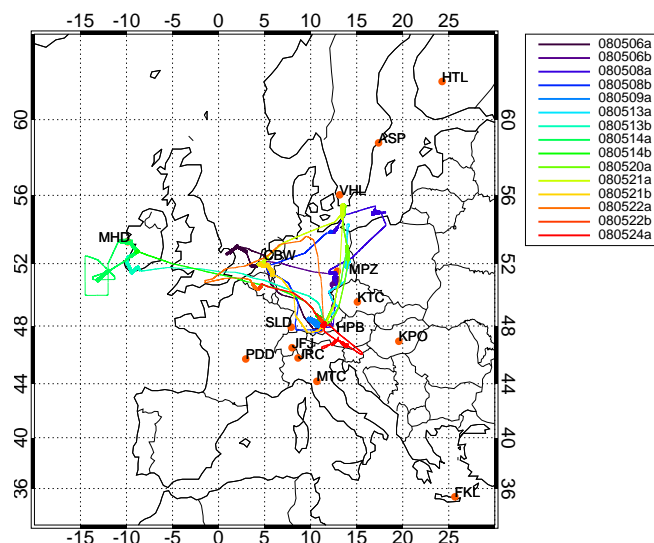 -15 -10 -5 0 5 10 15 20 25
080506a
080506b
080508a
080508b
080509a
080513a
080513b
080514a
080514b
080520a
080521a
080521b
080522a
080522b
080524a
HTL
60 60
ASP
VHL
56 56
MHD
CBW
52 52
MPZ
KTC
48 SLD HPB 48
KPO
JFJ
PDD JRC
MTC
44 44
40 40
36 FKL 36
-15 -10 -5 0 5 10 15 20 25